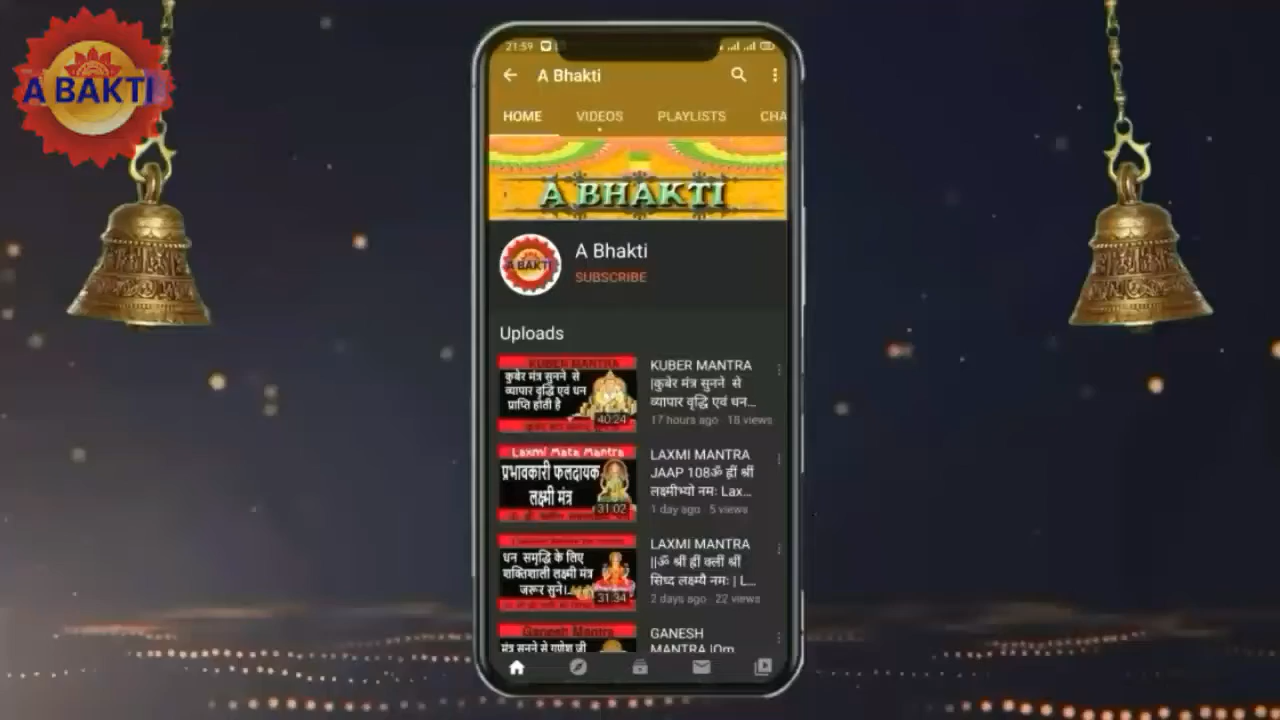 A BAKTI
21:59
A Bhakti
HOME VIDEOS PLAYLISTS CHA
A BHAKTI
A BAKTI
A Bhakti
SUBSCRIBE
Uploads
KUBER MANTRA
कुबेर मंत्र सुनने से
व्यापार वृद्धि एवं धन
प्राप्ति होती है
40:24
KUBER MANTRA
|कुबेर मंत्र सुनने से
व्यापार वृद्धि एवं धन...
17 hours ago 18 views
Laxmi Mata Mantra
प्रभावकारी फलदायक
लक्ष्मी मंत्र
31:02
LAXMI MANTRA
JAAP 108ॐ ह्रीं श्रीं
लक्ष्मीभ्यो नमः Lax...
1 day ago 5 views
धन समृद्धि के लिए
शक्तिशाली लक्ष्मी मंत्र
जरूर सुने।
31:34
LAXMI MANTRA
||ॐ श्रीं ह्रीं क्लीं श्रीं
सिध्द लक्ष्म्यै नमः | L...
2 days ago 22 views
Ganesh Mantra
मंत्र सुनने से गणेश जी
GANESH
MANTRA |Om